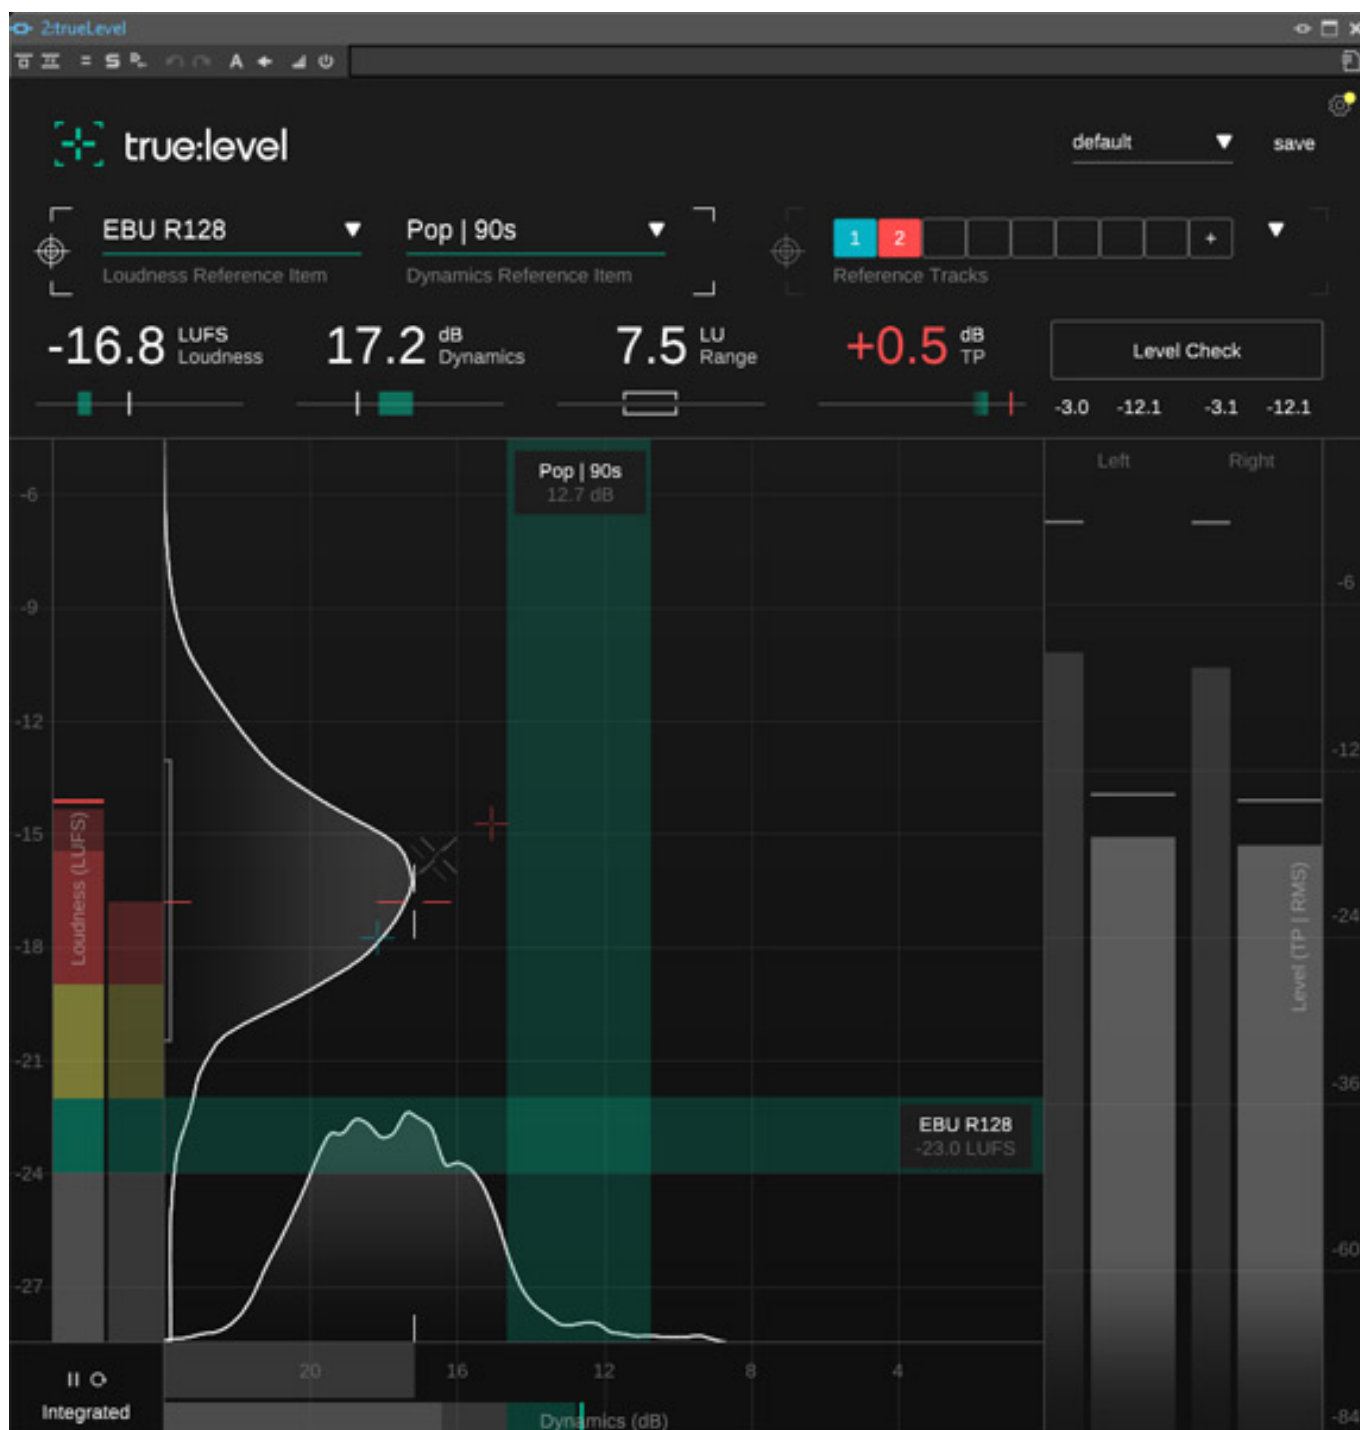 2:trueLevel
= S A
true:level
default save
EBU R128 Pop | 90s 1 2 +
Loudness Reference Item Dynamics Reference Item Reference Tracks
-16.8 LUFS Loudness 17.2 dB Dynamics 7.5 LU Range +0.5 dB TP Level Check
-3.0 -12.1 -3.1 -12.1
Pop | 90s
12.7 dB
Left Right
-6
-9
-12
-15
-18
-21
-24
-27
Loudness (LUFS)
EBU R128
-23.0 LUFS
-6
-12
-24
-36
-60
-84
Level (TP | RMS)
20 16 12 8 4
Integrated
Dynamics (dB)